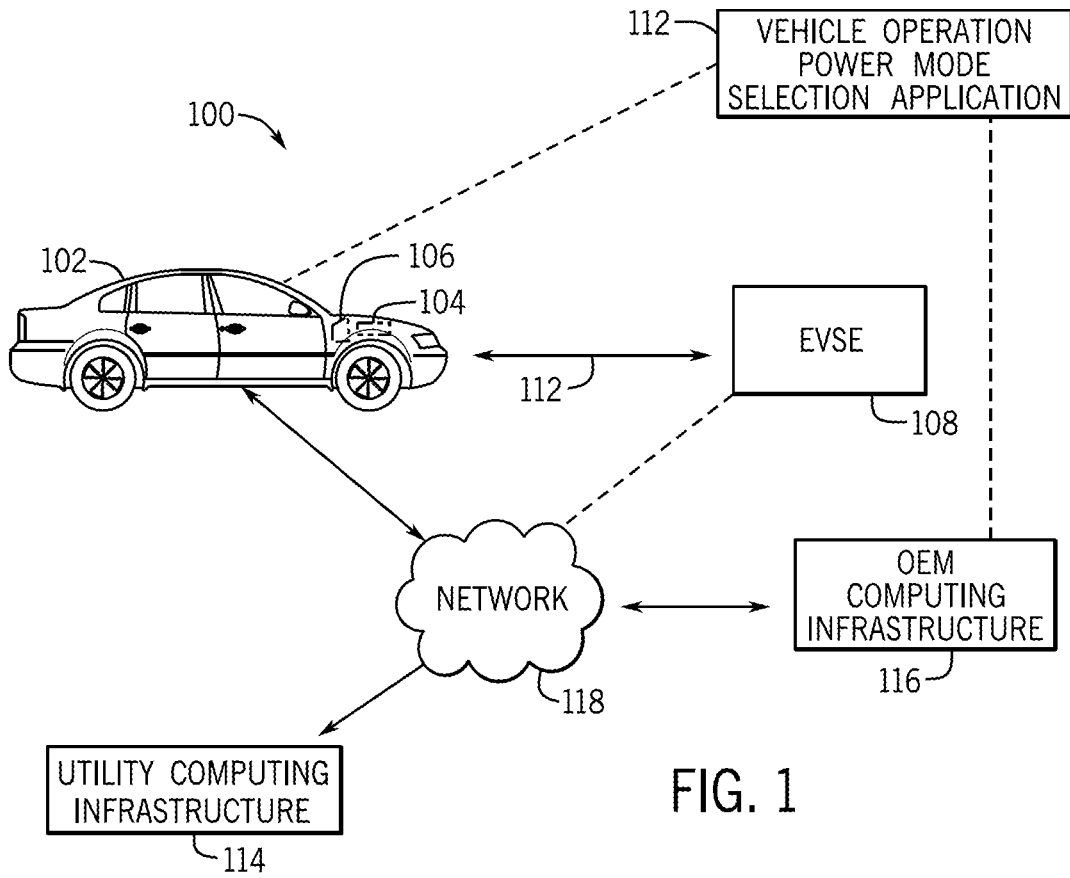 112
VEHICLE OPERATION
POWER MODE
SELECTION APPLICATION
100
102
106
104
EVSE
112
108
NETWORK
118
OEM
COMPUTING
INFRASTRUCTURE
116
UTILITY COMPUTING
INFRASTRUCTURE
114
FIG. 1